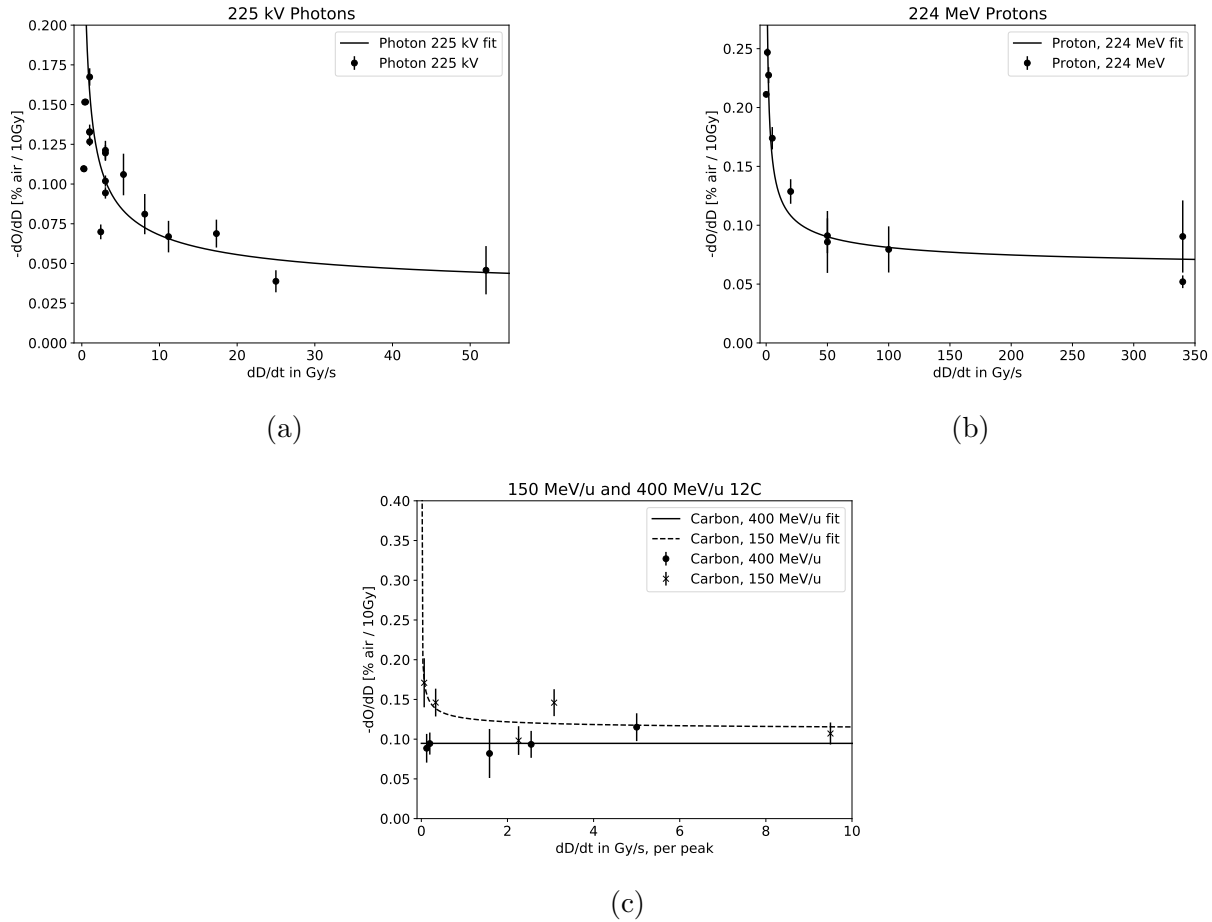 225 kV Photons
-dO/dD [% air / 10Gy]
0.200
0.175
0.150
0.125
0.100
0.075
0.050
0.025
0.000
Photon 225 kV fit
Photon 225 kV
0 10 20 30 40 50
dD/dt in Gy/s
(a)
224 MeV Protons
-dO/dD [% air / 10Gy]
0.25
0.20
0.15
0.10
0.05
0.00
Proton, 224 MeV fit
Proton, 224 MeV
0 50 100 150 200 250 300 350
dD/dt in Gy/s
(b)
150 MeV/u and 400 MeV/u 12C
-dO/dD [% air / 10Gy]
0.40
0.35
0.30
0.25
0.20
0.15
0.10
0.05
0.00
Carbon, 400 MeV/u fit
Carbon, 150 MeV/u fit
Carbon, 400 MeV/u
Carbon, 150 MeV/u
0 2 4 6 8 10
dD/dt in Gy/s, per peak
(c)